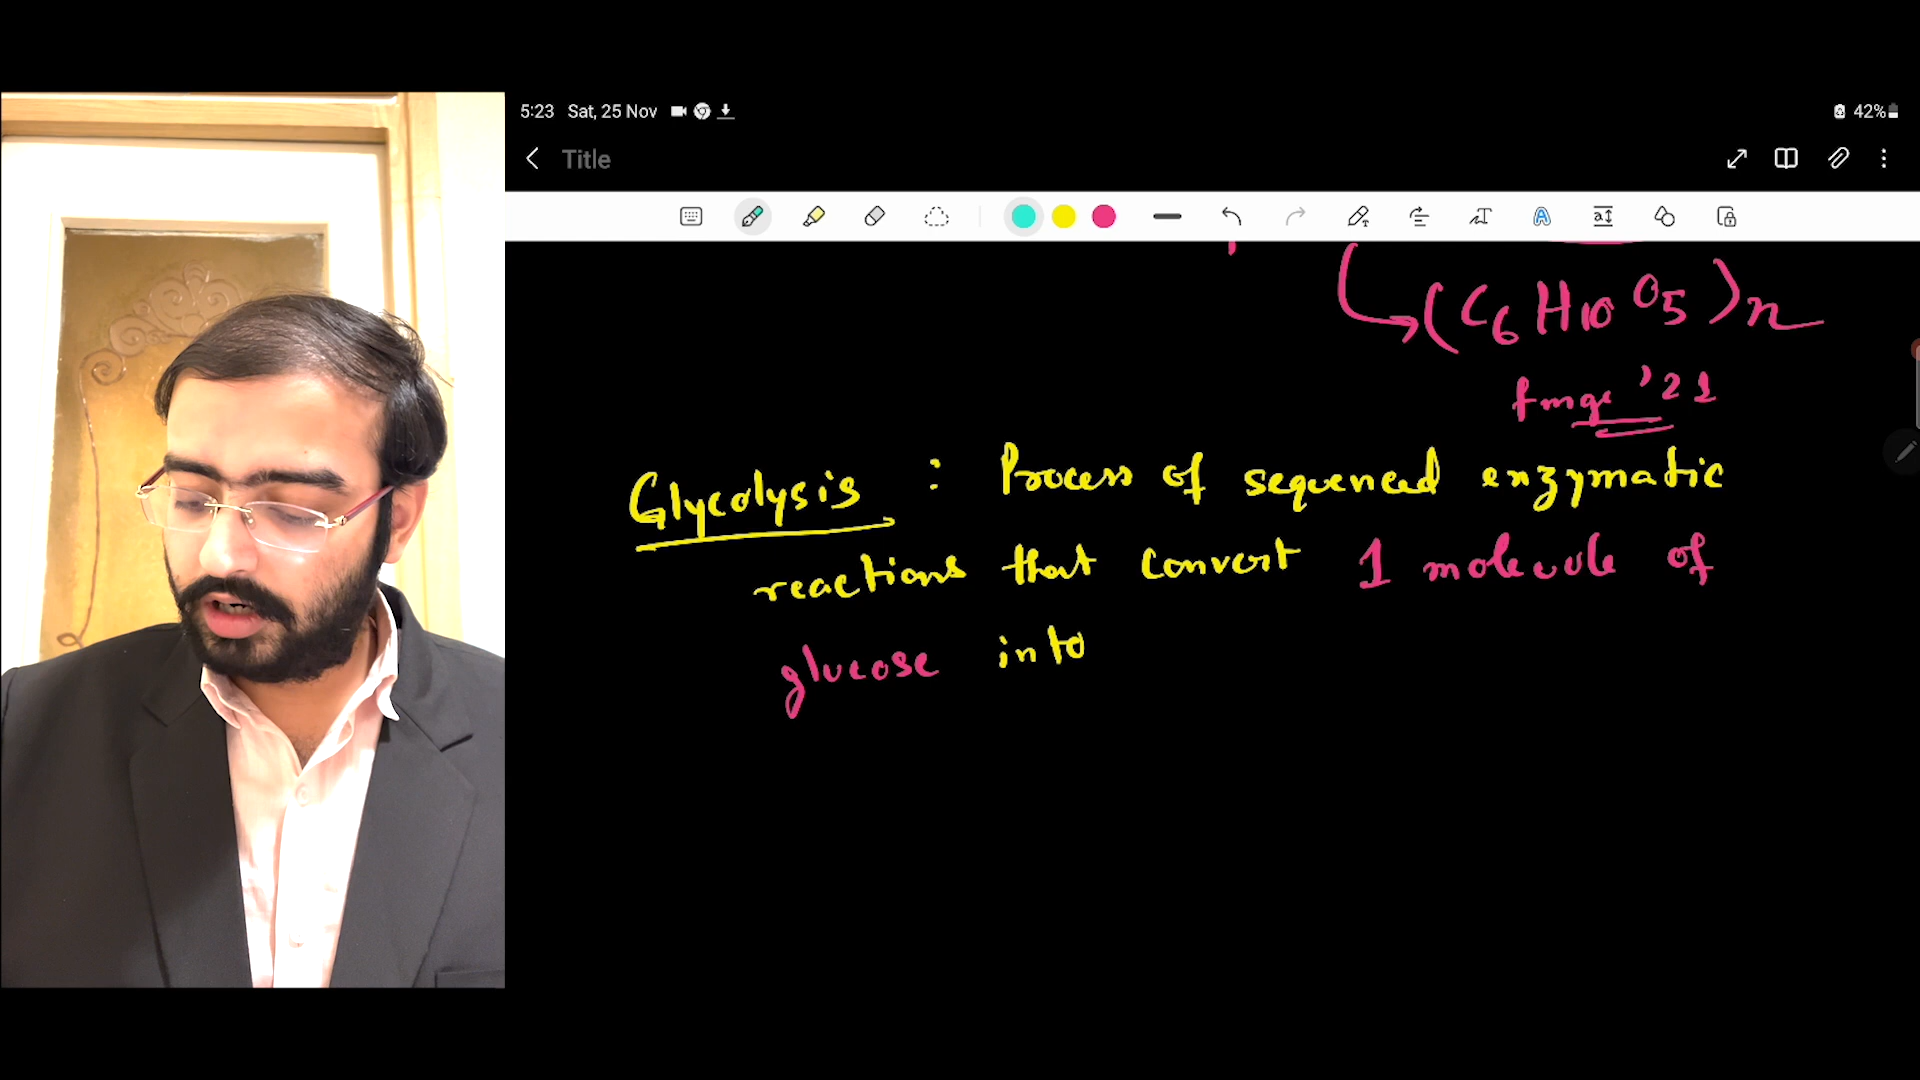 5:23 Sat, 25 Nov 42%
Title
(C6H10O5)n
fmge '21
Glycolysis : Process of sequenced enzymatic
reactions that convert 1 molecule of
glucose into